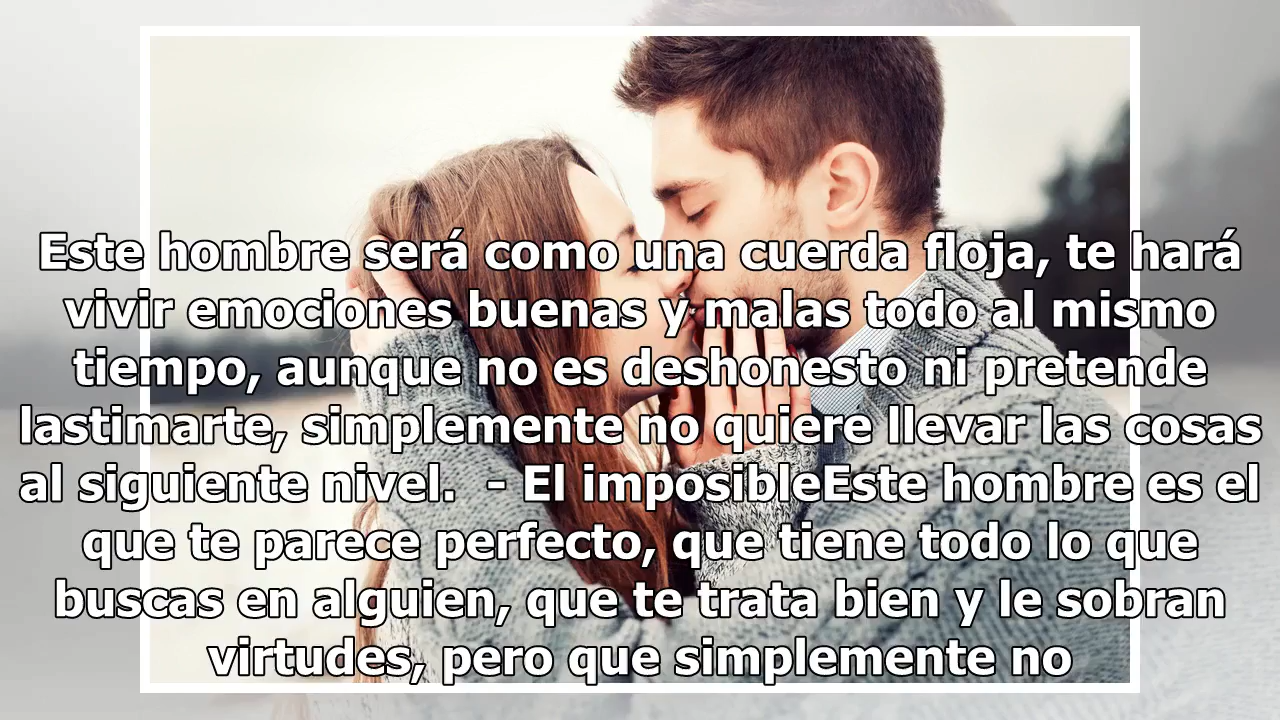 Este hombre será como una cuerda floja, te hará
vivir emociones buenas y malas todo al mismo
tiempo, aunque no es deshonesto ni pretende
lastimarte, simplemente no quiere llevar las cosas
al siguiente nivel.  - El imposibleEste hombre es el
que te parece perfecto, que tiene todo lo que
buscas en alguien, que te trata bien y le sobran
virtudes, pero que simplemente no